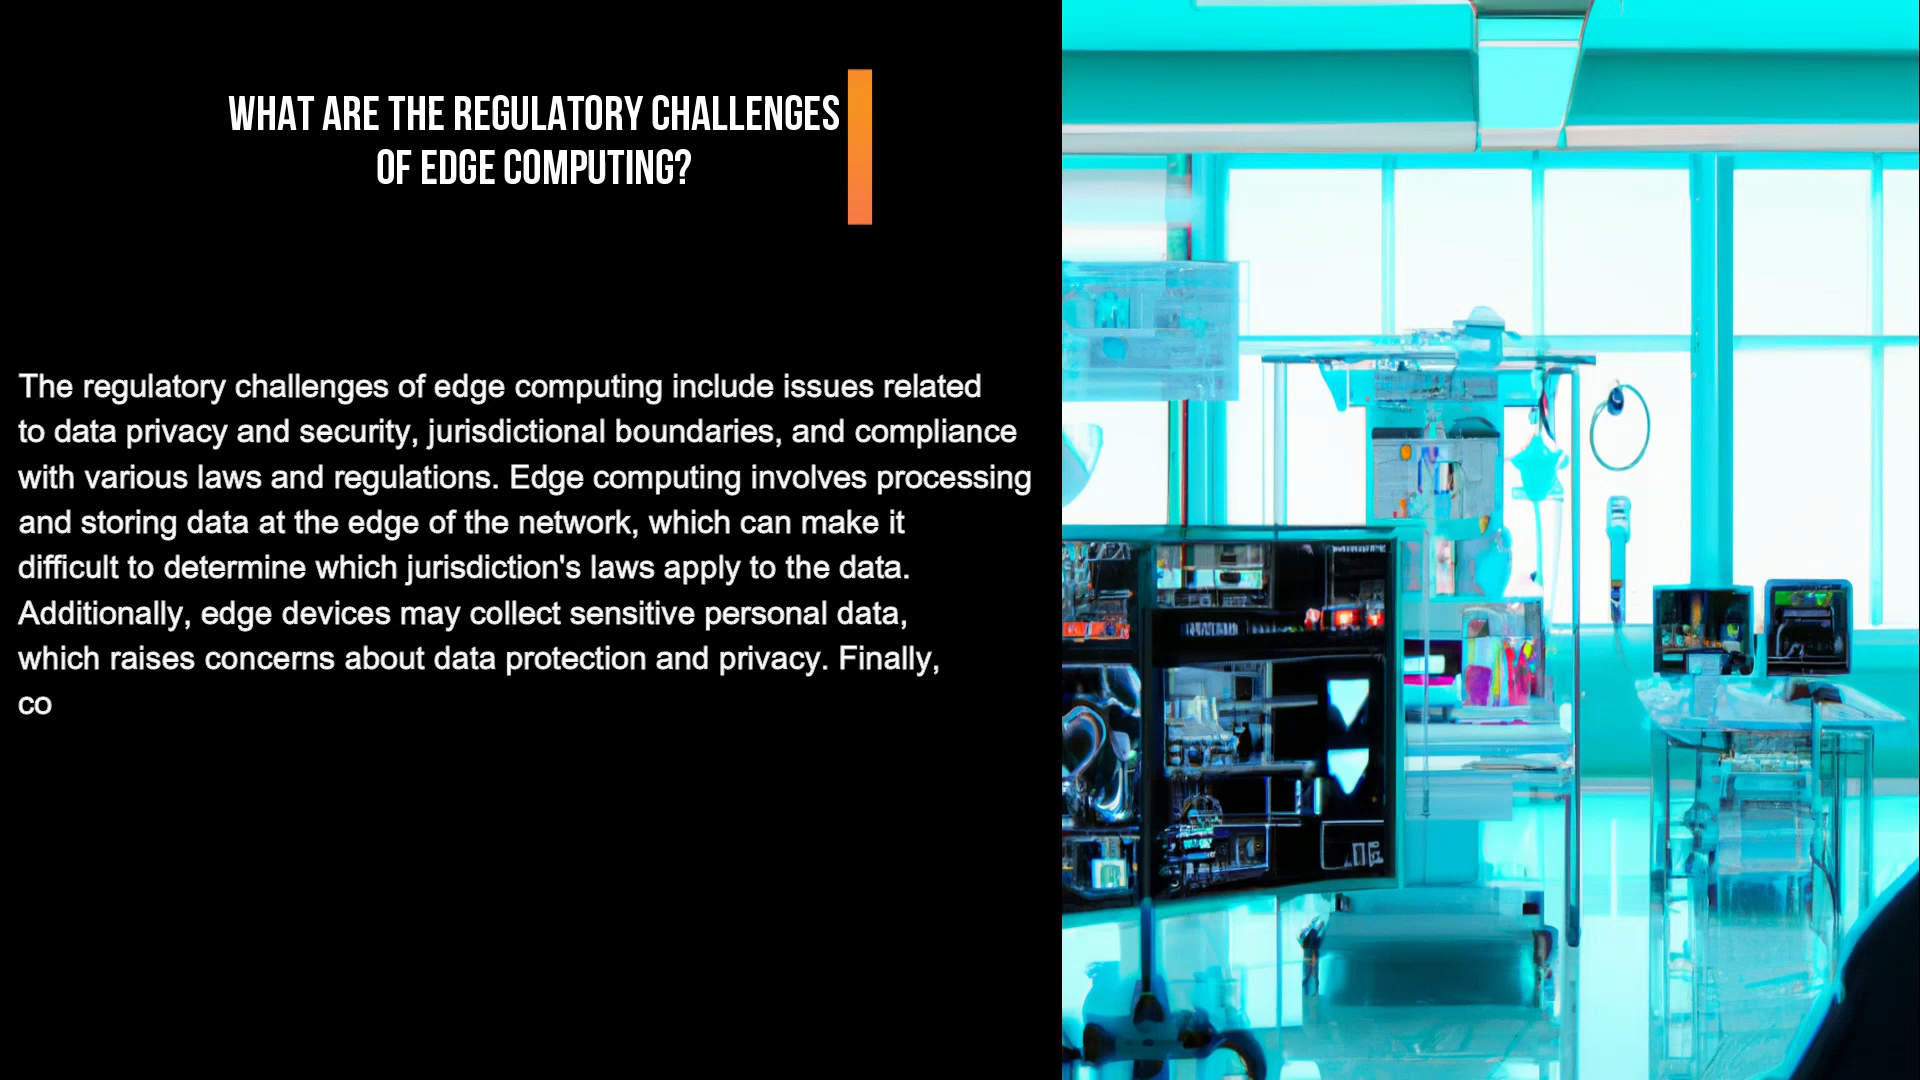 WHAT ARE THE REGULATORY CHALLENGES
OF EDGE COMPUTING?
The regulatory challenges of edge computing include issues related
to data privacy and security, jurisdictional boundaries, and compliance
with various laws and regulations. Edge computing involves processing
and storing data at the edge of the network, which can make it
difficult to determine which jurisdiction's laws apply to the data.
Additionally, edge devices may collect sensitive personal data,
which raises concerns about data protection and privacy. Finally,
co